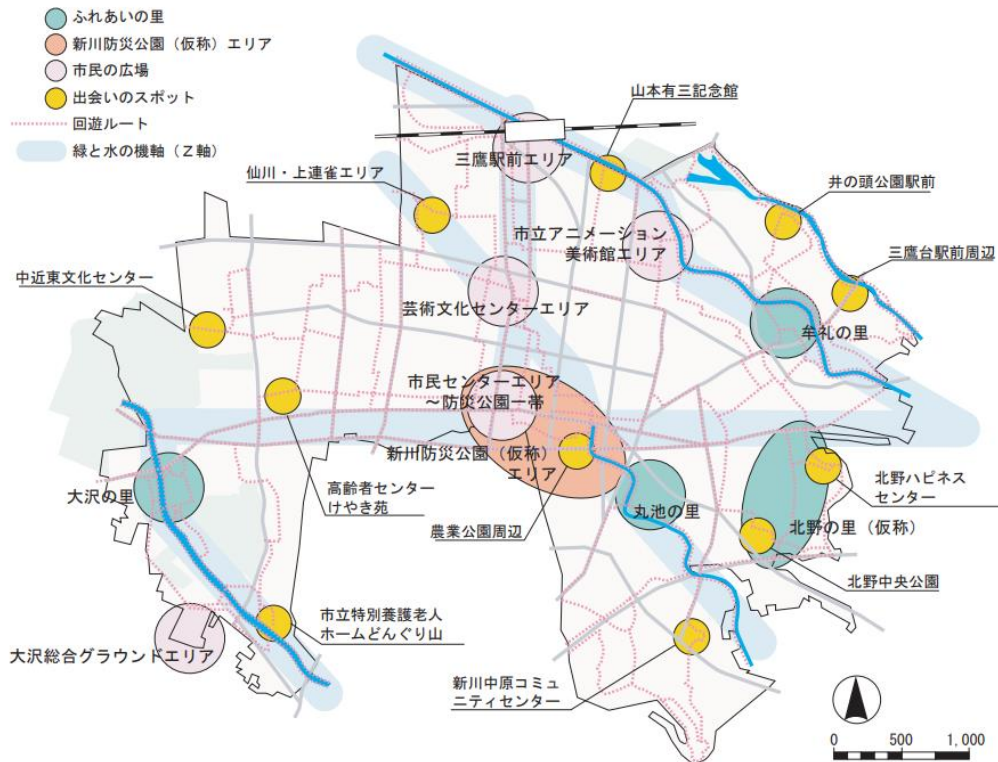 ふれあいの里
新川防災公園（仮称）エリア
市民の広場
出会いのスポット
回遊ルート
緑と水の機軸（Ｚ軸）
山本有三記念館
三鷹駅前エリア
仙川・上連雀エリア
井の頭公園駅前
市立アニメーション
美術館エリア
三鷹台駅前周辺
中近東文化センター
芸術文化センターエリア
牟礼の里
市民センターエリア
～防災公園一帯
新川防災公園（仮称）
エリア
大沢の里
高齢者センター
けやき苑
農業公園周辺
丸池の里
北野ハピネス
センター
北野の里（仮称）
北野中央公園
市立特別養護老人
ホームどんぐり山
大沢総合グラウンドエリア
新川中原コミュ
ニティセンター
0 500 1,000